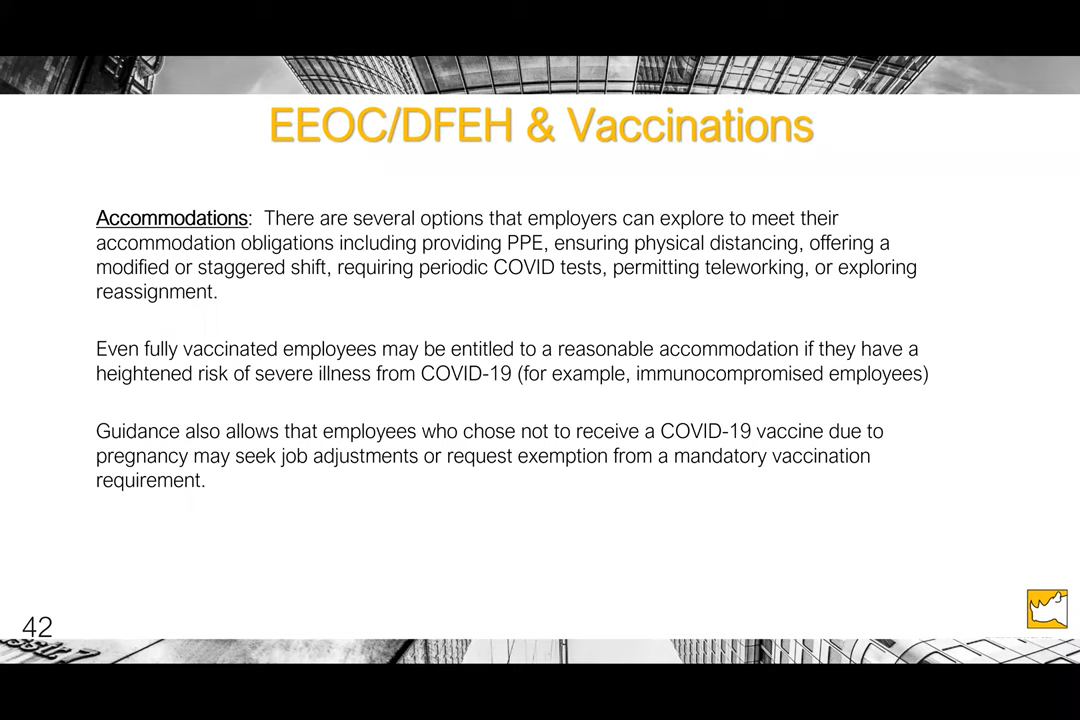 EEOC/DFEH & Vaccinations
Accommodations:  There are several options that employers can explore to meet their
accommodation obligations including providing PPE, ensuring physical distancing, offering a
modified or staggered shift, requiring periodic COVID tests, permitting teleworking, or exploring
reassignment.
Even fully vaccinated employees may be entitled to a reasonable accommodation if they have a
heightened risk of severe illness from COVID-19 (for example, immunocompromised employees)
Guidance also allows that employees who chose not to receive a COVID-19 vaccine due to
pregnancy may seek job adjustments or request exemption from a mandatory vaccination
requirement.
42